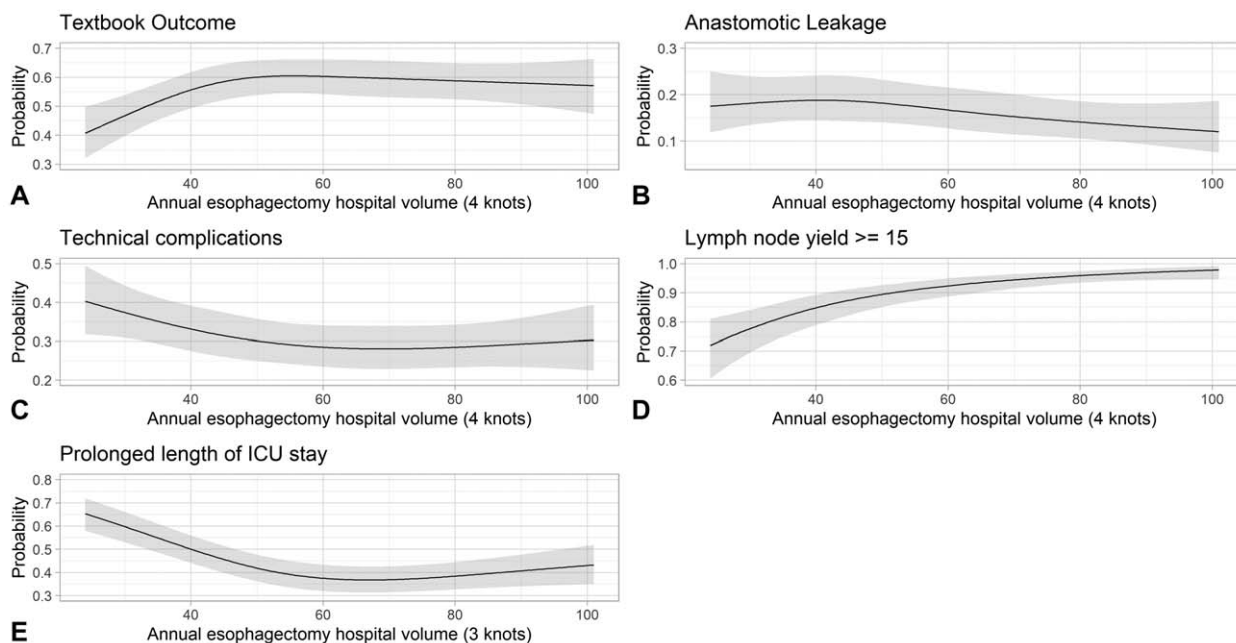 Textbook Outcome
0.7
0.6
0.5
0.4
0.3
Probability
40 60 80 100
A
Annual esophagectomy hospital volume (4 knots)
Anastomotic Leakage
0.3
0.2
0.1
Probability
40 60 80 100
B
Annual esophagectomy hospital volume (4 knots)
Technical complications
0.5
0.4
0.3
0.2
Probability
40 60 80 100
C
Annual esophagectomy hospital volume (4 knots)
Lymph node yield >= 15
1.0
0.9
0.8
0.7
0.6
Probability
40 60 80 100
D
Annual esophagectomy hospital volume (4 knots)
Prolonged length of ICU stay
0.8
0.7
0.6
0.5
0.4
0.3
Probability
40 60 80 100
E
Annual esophagectomy hospital volume (3 knots)